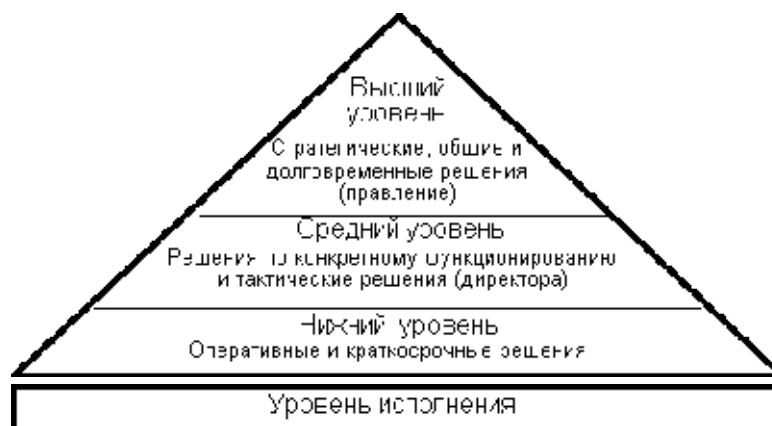 Высший
уровень
Стратегические, общие и
долговременные решения
(правление)
Средний уровень
Решения по конкретному функционированию
и тактические решения (директора)
Нижний уровень
Оперативные и краткосрочные решения
Уровень исполнения